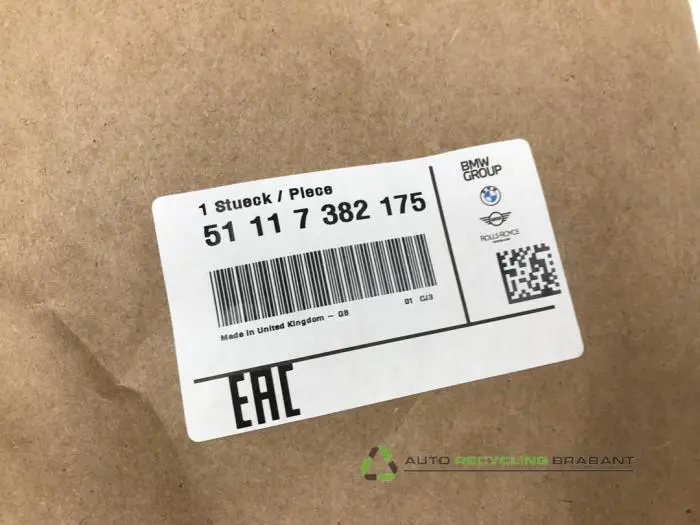 1 Stueck / Piece
51 11 7 382 175
Made in United Kingdom - GB
01 CJ3
BMW
GROUP
ROLLS-ROYCE
EAC
AUTO RECYCLING BRABANT